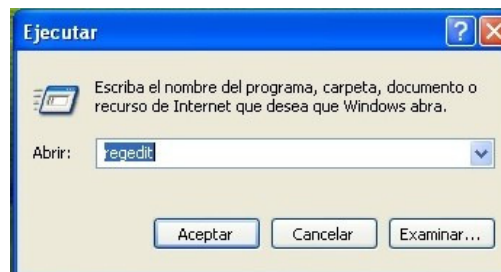 Ejecutar
Escriba el nombre del programa, carpeta, documento o
recurso de Internet que desea que Windows abra.
Abrir:
regedit
Aceptar
Cancelar
Examinar...